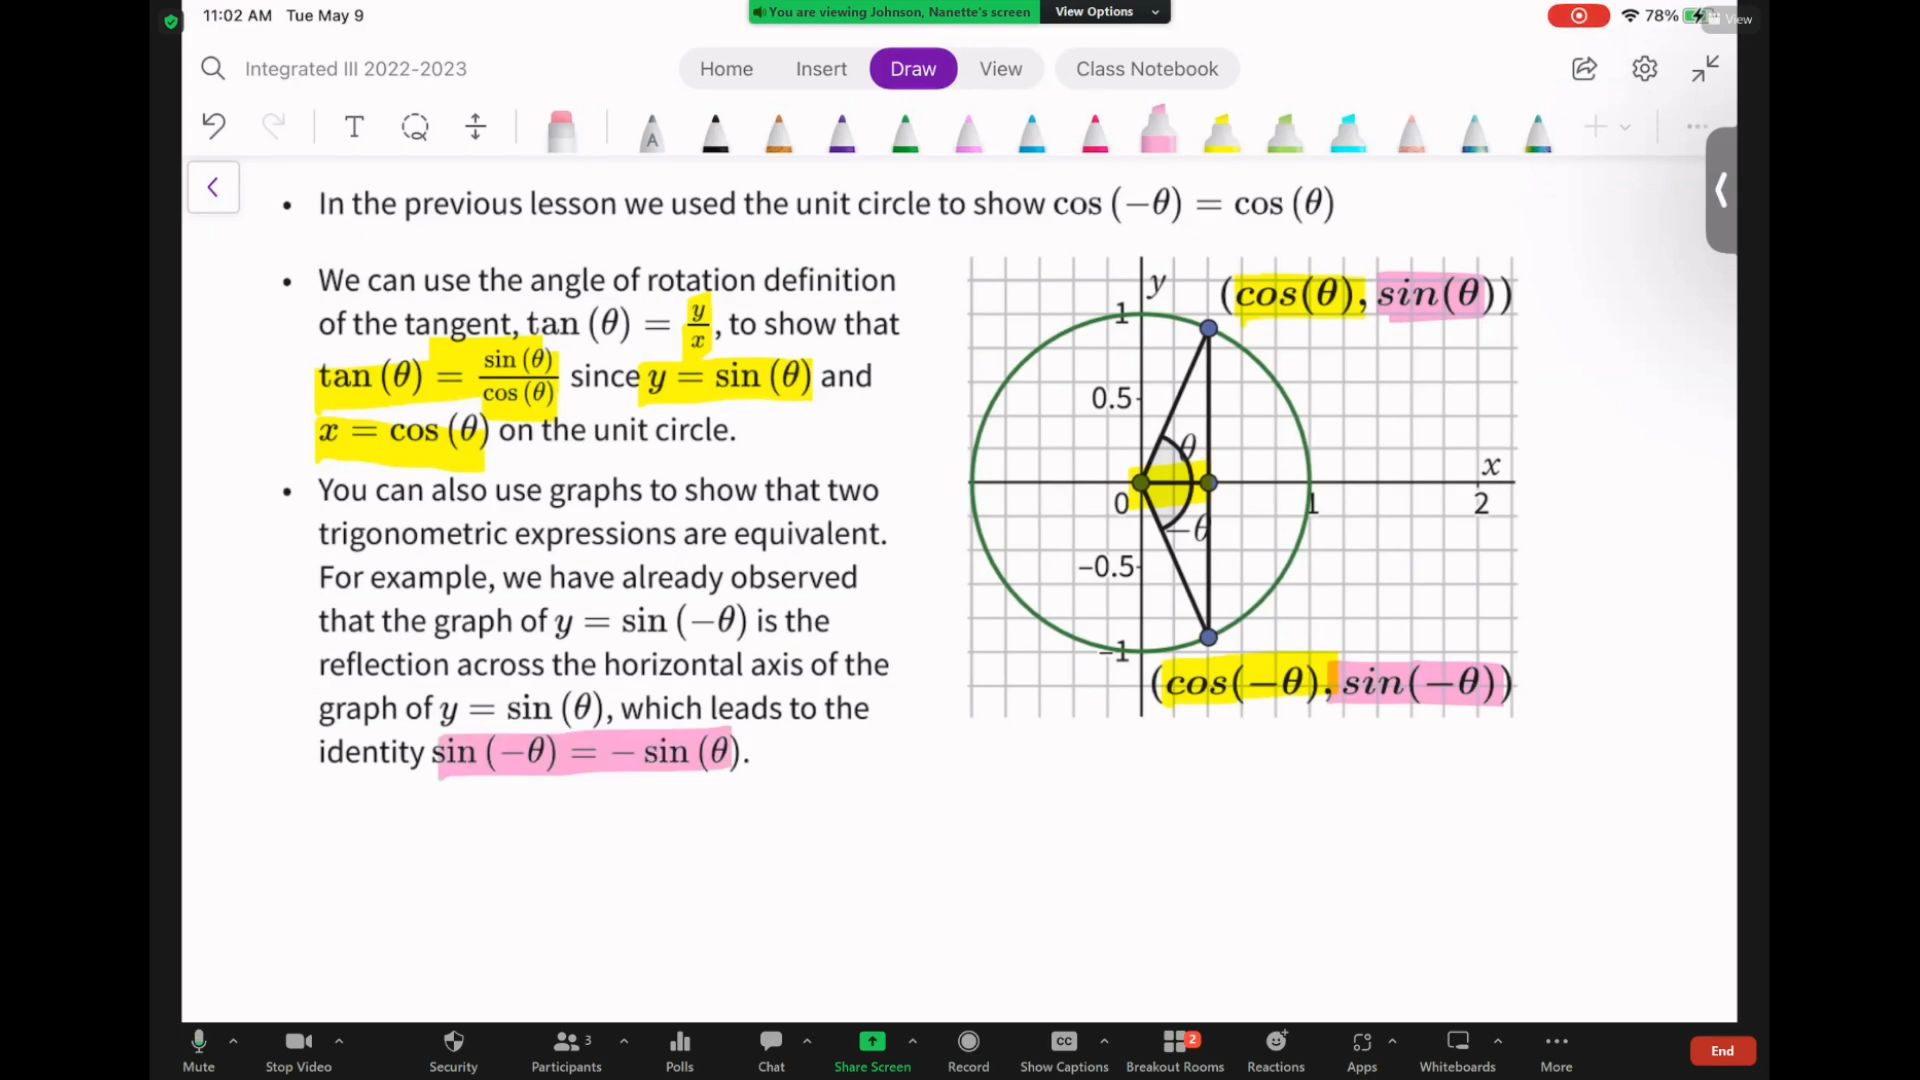 11:02 AM Tue May 9
You are viewing Johnson, Nanette's screen View Options
78%
View
Integrated III 2022-2023
Home Insert Draw View Class Notebook
T
A
• In the previous lesson we used the unit circle to show cos (−θ) = cos (θ)
• We can use the angle of rotation definition
of the tangent, tan (θ) = y/x, to show that
tan (θ) = sin (θ)/cos (θ) since y = sin (θ) and
x = cos (θ) on the unit circle.
• You can also use graphs to show that two
trigonometric expressions are equivalent.
For example, we have already observed
that the graph of y = sin (−θ) is the
reflection across the horizontal axis of the
graph of y = sin (θ), which leads to the
identity sin (−θ) = − sin (θ).
y
(cos(θ), sin(θ))
1
0.5
θ
x
0
1
2
−θ
−0.5
−1
(cos(−θ), sin(−θ))
Mute
Stop Video
Security
3
Participants
Polls
Chat
Share Screen
Record
CC
Show Captions
2
Breakout Rooms
Reactions
Apps
Whiteboards
More
End